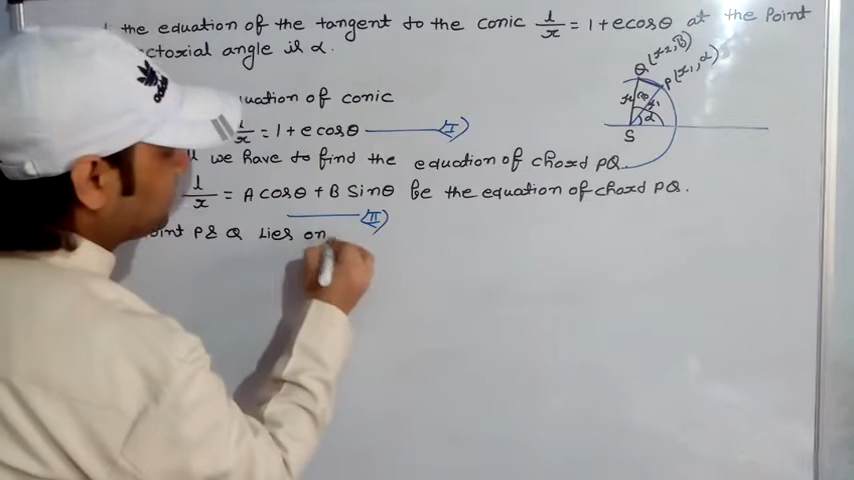 the equation of the tangent to the conic l/r = 1 + e cosθ at the Point
ctorial angle is α.
Q(r2, β)
P(r1, α)
α
S
uation of conic
l/r = 1 + e cosθ ——— (I)
we have to find the equation of chord PQ.
l/r = A cosθ + B Sinθ be the equation of chord PQ.
——— (II)
oint P & Q Lies on